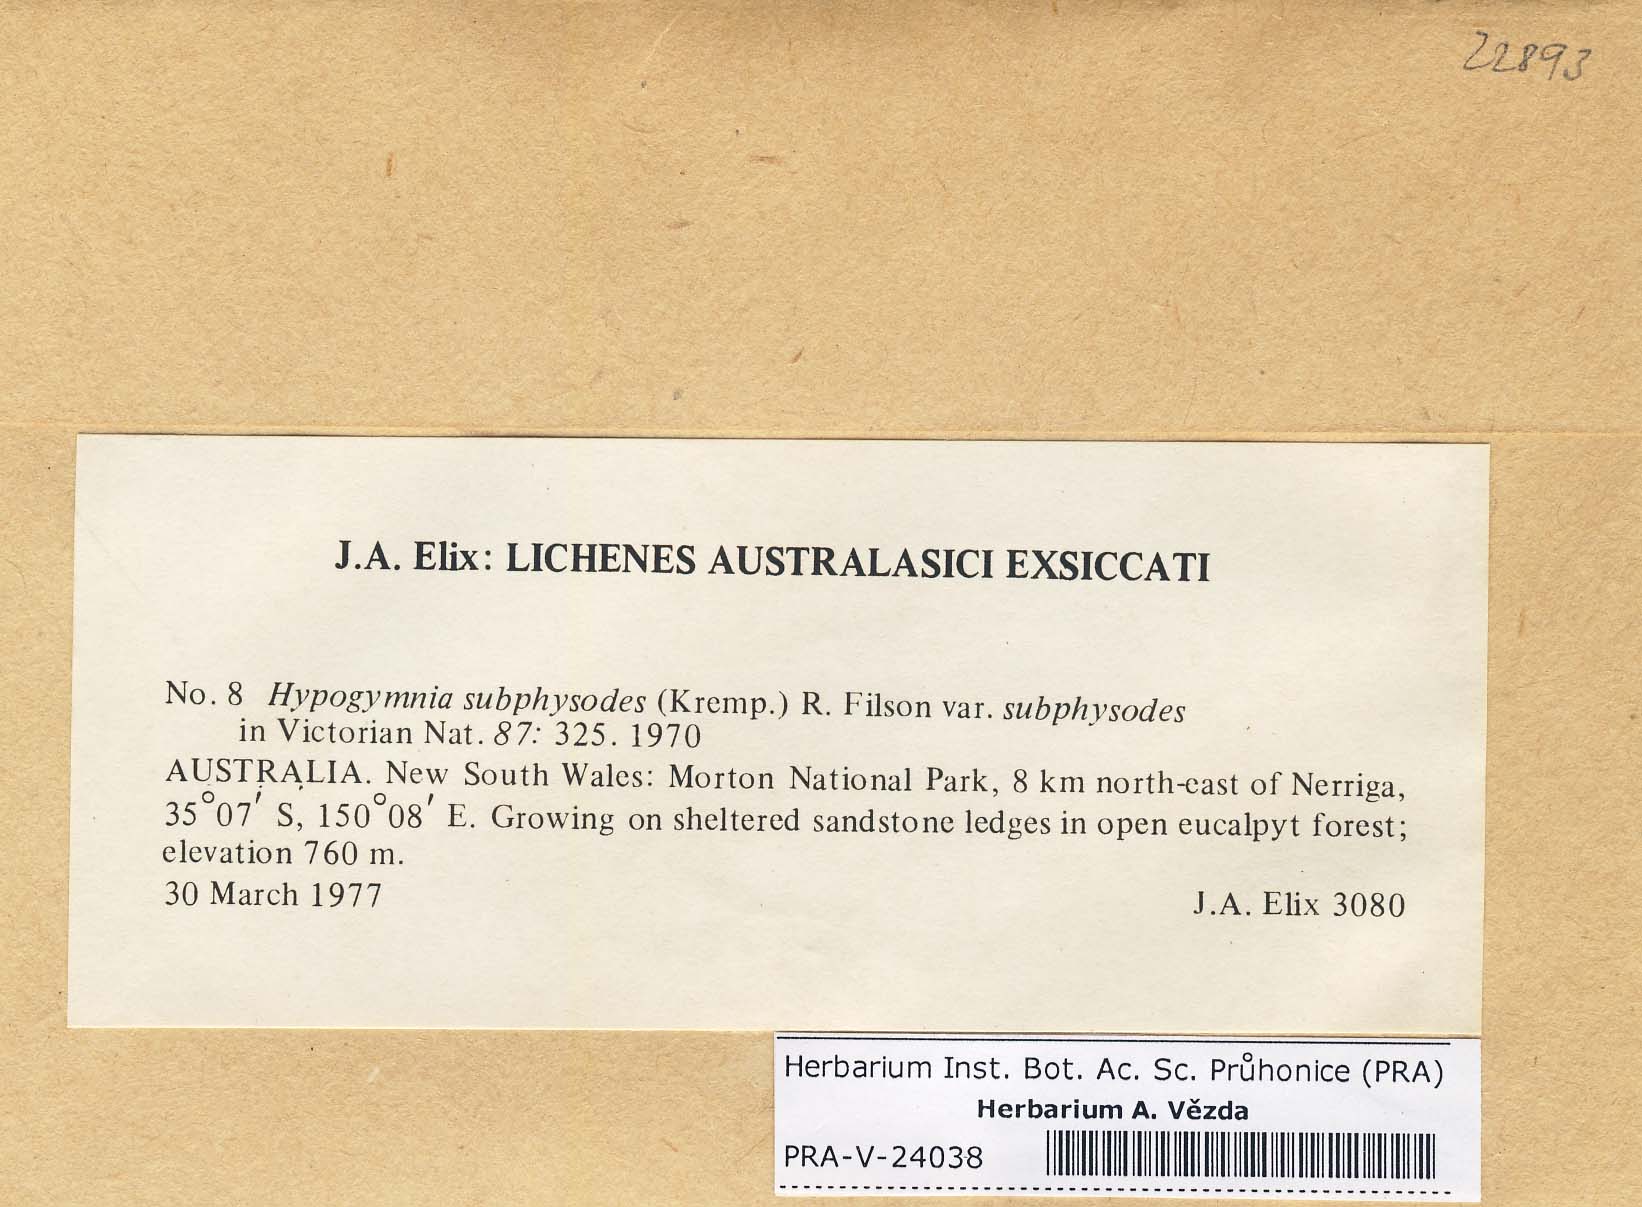 22893
J.A. Elix: LICHENES AUSTRALASICI EXSICCATI
No. 8 Hypogymnia subphysodes (Kremp.) R. Filson var. subphysodes
in Victorian Nat. 87: 325. 1970
AUSTRALIA. New South Wales: Morton National Park, 8 km north-east of Nerriga,
35°07′ S, 150°08′ E. Growing on sheltered sandstone ledges in open eucalpyt forest;
elevation 760 m.
30 March 1977 J.A. Elix 3080
Herbarium Inst. Bot. Ac. Sc. Průhonice (PRA)
Herbarium A. Vězda
PRA-V-24038